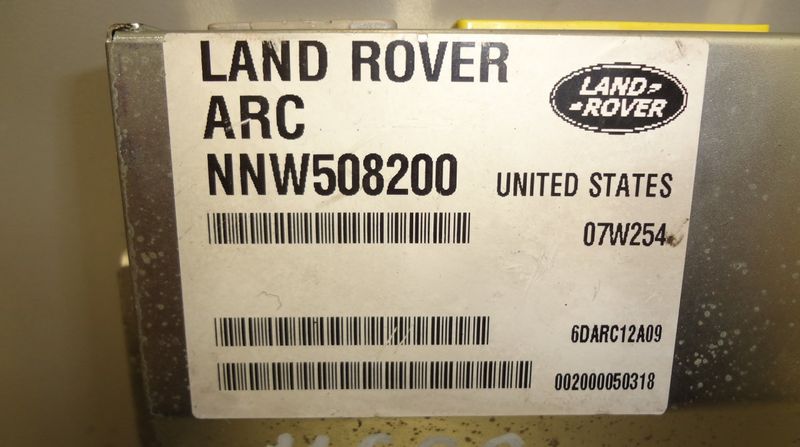 LAND ROVER
ARC
LAND-
-ROVER
NNW508200
UNITED STATES
07W254
6DARC12A09
002000050318